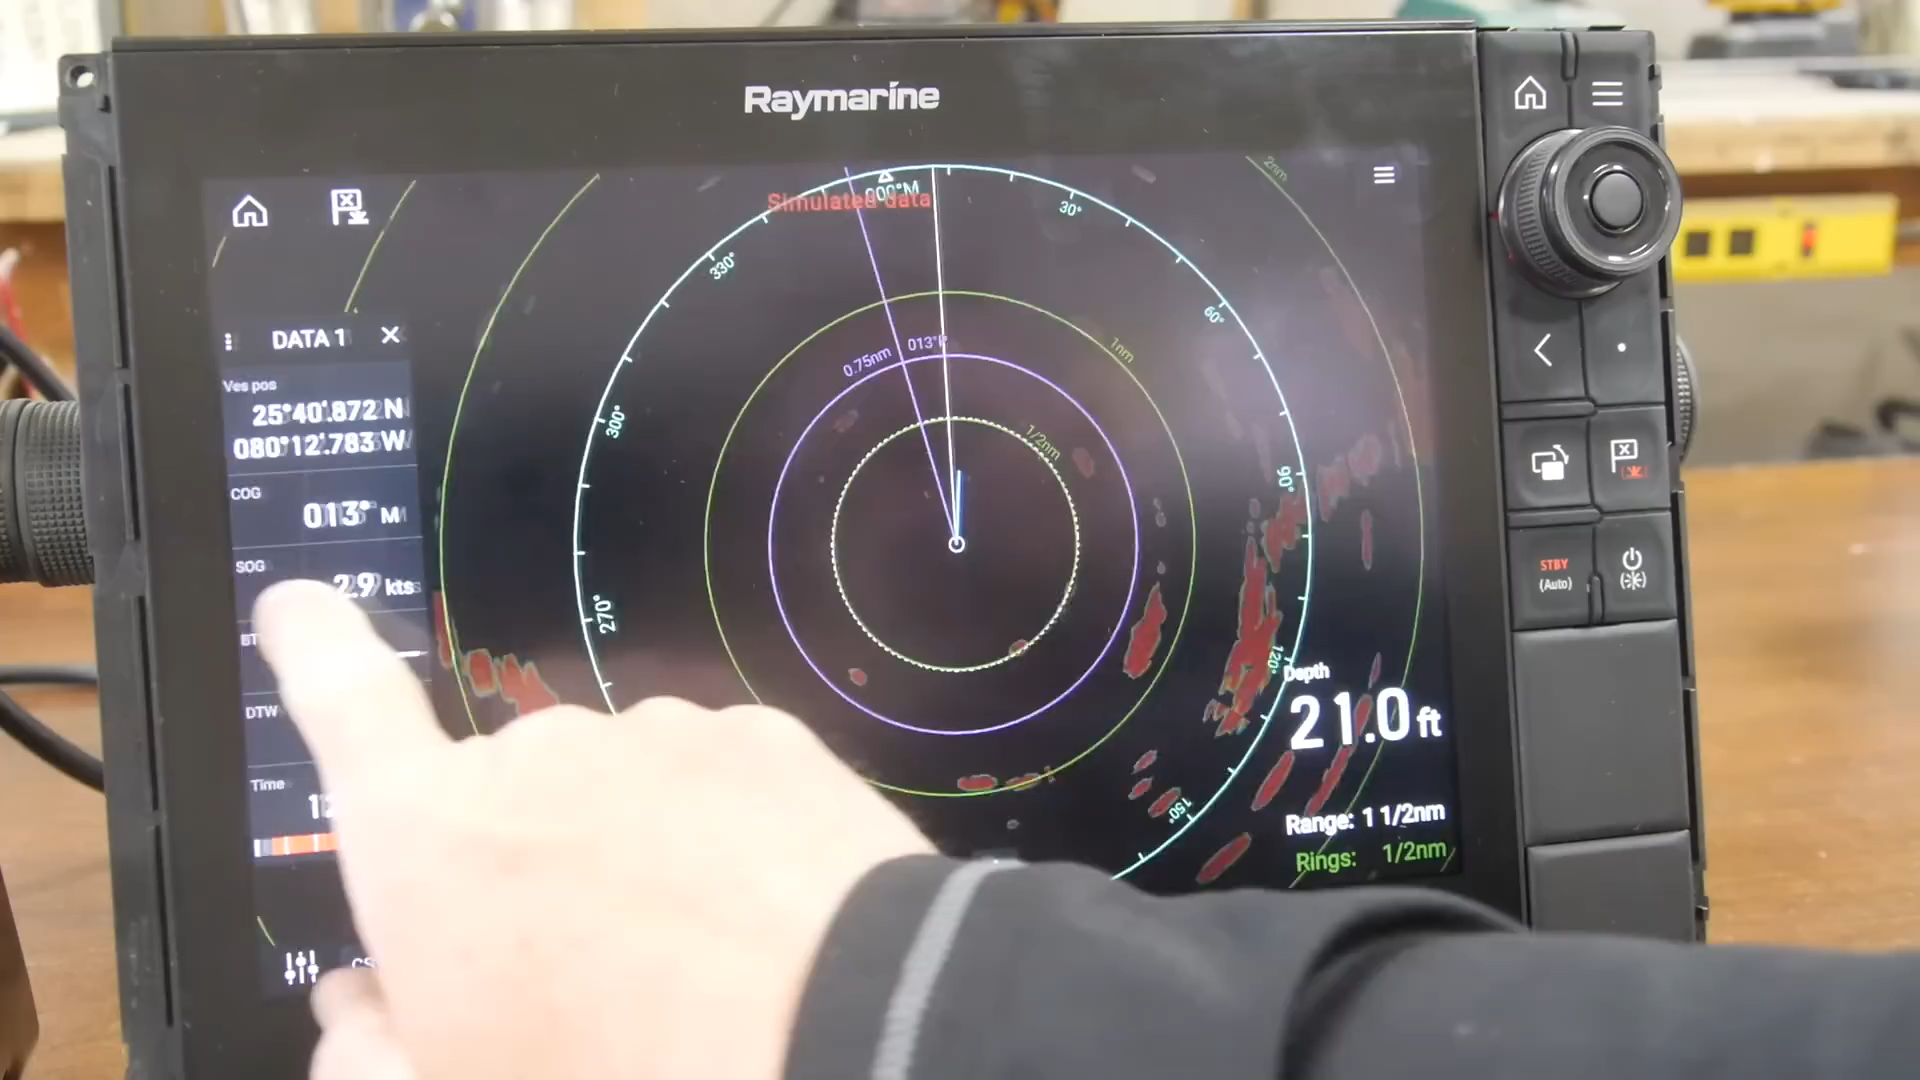 Raymarine
2nm
000°M
Simulated data
30°
330°
60°
DATA 1
0.75nm
1nm
Ves pos
25°40'.872 N
080°12'.783 W
300°
1/2nm
COG
013° M
90°
SOG
2.9 kts
STBY
(Auto)
270°
120°
Depth
21.0 ft
DTW
Time
150°
Range: 1 1/2nm
Rings: 1/2nm